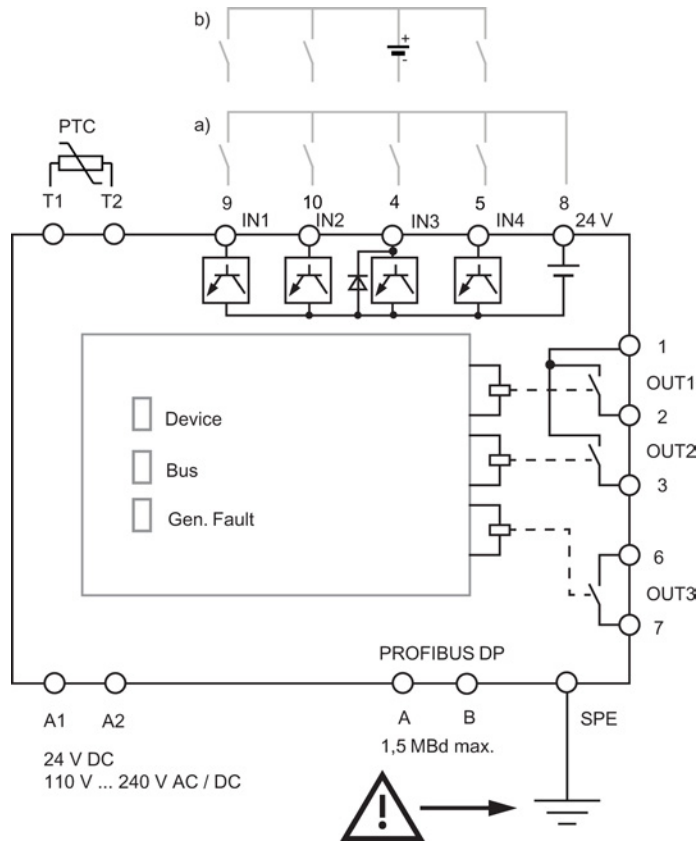 b)
+
-
a)
PTC
T1 T2 9 10 4 5 8
IN1 IN2 IN3 IN4 24 V
1
OUT1
2
OUT2
3
6
OUT3
7
Device
Bus
Gen. Fault
PROFIBUS DP
A1 A2 A B SPE
24 V DC
110 V ... 240 V AC / DC
1,5 MBd max.
!